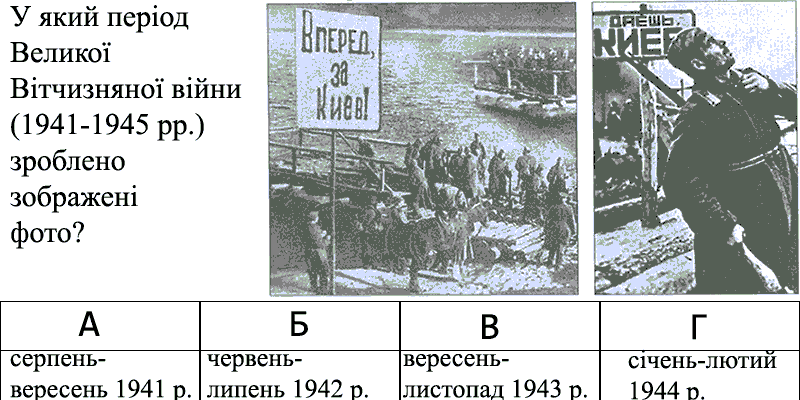 У який період
Великої
Вітчизняної війни
(1941-1945 рр.)
зроблено
зображені
фото?
Вперед,
за
Киев!
ДАЁШЬ
КИЕВ
А
Б
В
Г
серпень-
вересень 1941 р.
червень-
липень 1942 р.
вересень-
листопад 1943 р.
січень-лютий
1944 р.